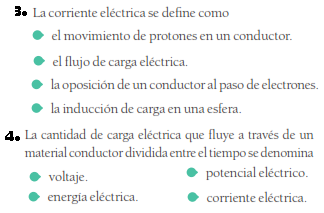 3. La corriente eléctrica se define como
el movimiento de protones en un conductor.
el flujo de carga eléctrica.
la oposición de un conductor al paso de electrones.
la inducción de carga en una esfera.
4. La cantidad de carga eléctrica que fluye a través de un
material conductor dividida entre el tiempo se denomina
voltaje.
potencial eléctrico.
energía eléctrica.
corriente eléctrica.